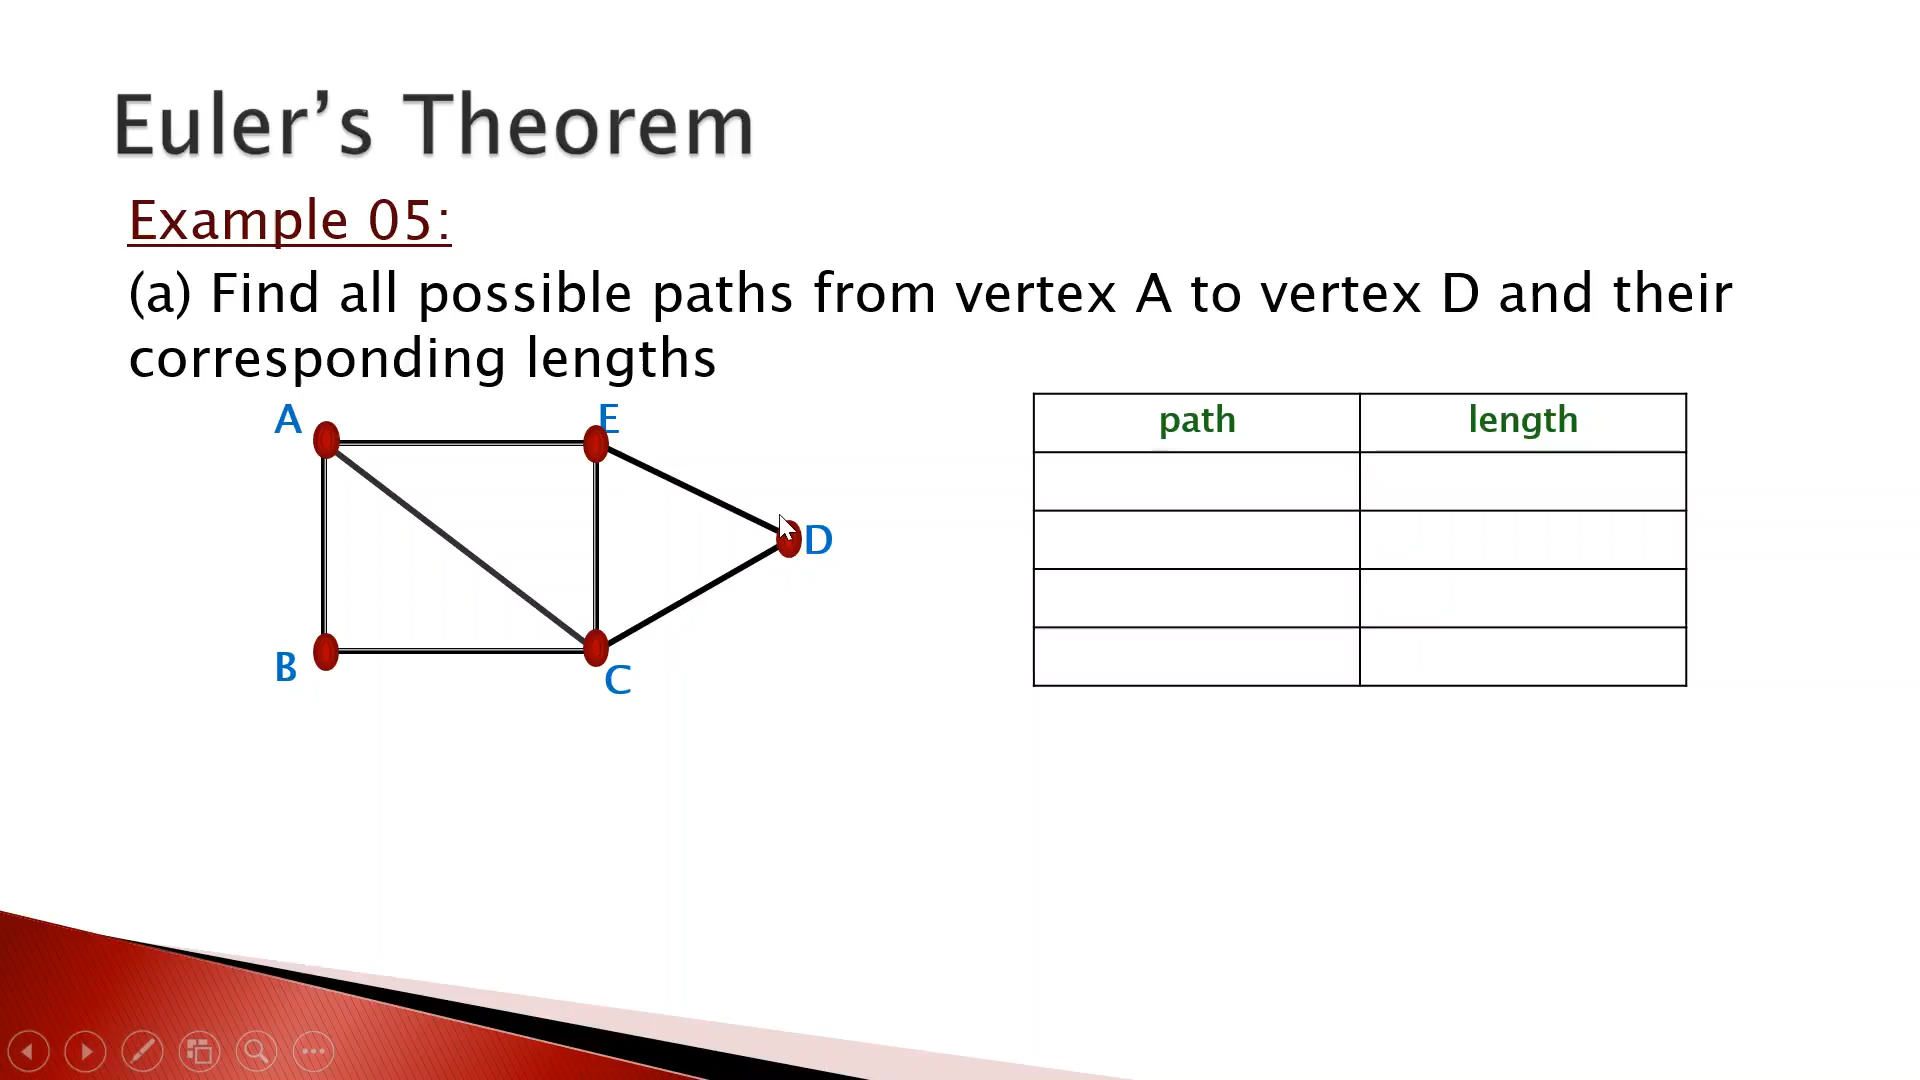 Euler’s Theorem
Example 05:
(a) Find all possible paths from vertex A to vertex D and their
corresponding lengths
A
E
D
B
C
path length